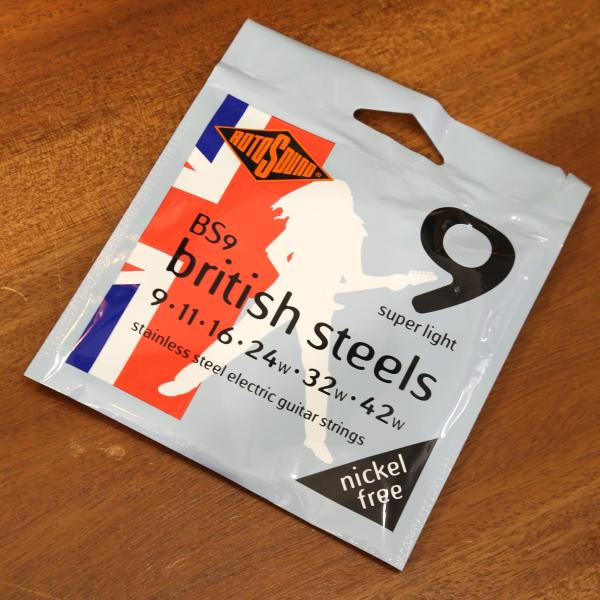 ROTOSOUND®
9
super light
BS9
british steels
9·11·16·24w·32w·42w
stainless steel electric guitar strings
nickel
free